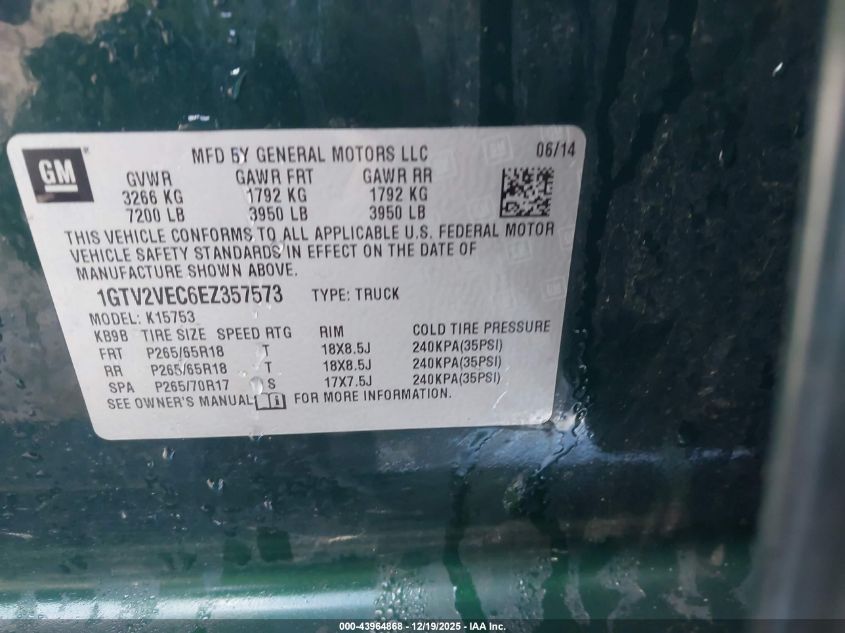 GM
MFD BY GENERAL MOTORS LLC 06/14
GVWR GAWR FRT GAWR RR
3266 KG 1792 KG 1792 KG
7200 LB 3950 LB 3950 LB
THIS VEHICLE CONFORMS TO ALL APPLICABLE U.S. FEDERAL MOTOR
VEHICLE SAFETY STANDARDS IN EFFECT ON THE DATE OF
MANUFACTURE SHOWN ABOVE.
1GTV2VEC6EZ357573 TYPE: TRUCK
MODEL: K15753
KB9B TIRE SIZE SPEED RTG RIM COLD TIRE PRESSURE
FRT P265/65R18 T 18X8.5J 240KPA(35PSI)
RR P265/65R18 T 18X8.5J 240KPA(35PSI)
SPA P265/70R17 S 17X7.5J 240KPA(35PSI)
SEE OWNER'S MANUAL FOR MORE INFORMATION.
000-43964868 - 12/19/2025 - IAA Inc.